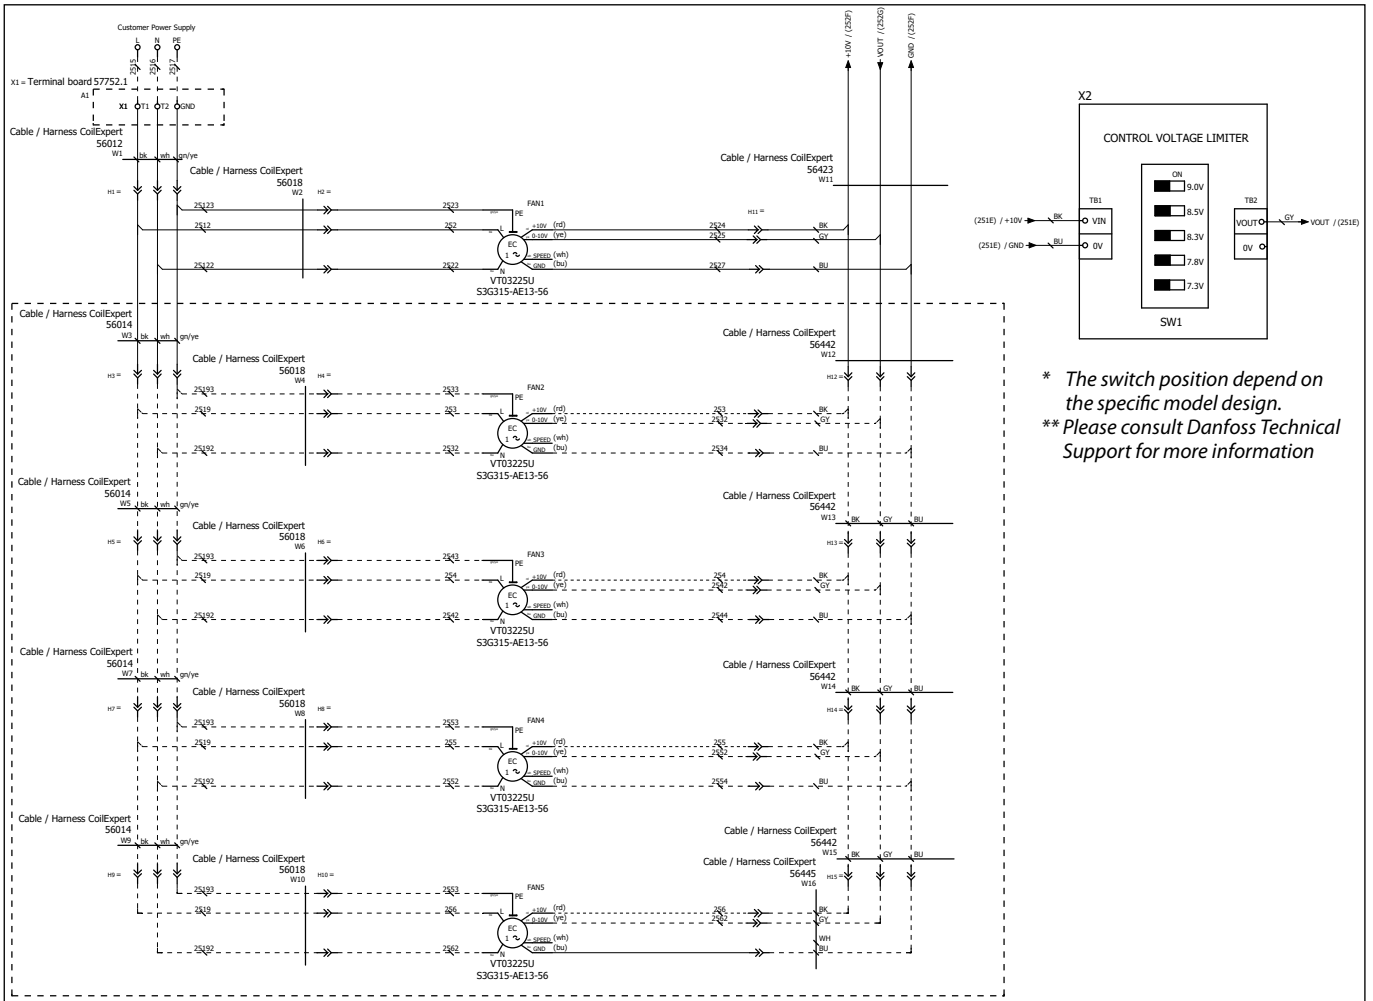 Customer Power Supply
L N PE
2515 2516 2517
+10V / (252F)
VOUT / (252G)
GND / (252F)
X1 = Terminal board 57752.1
A1
X1 T1 T2 GND
Cable / Harness CoilExpert
56012
W1 bk wh gn/ye
H1 =
Cable / Harness CoilExpert
56018
W2 H2 =
25123 2523
2512 252
25122 2522
FAN1
PE
L
EC
1 ~
N
+10V (rd)
0-10V (ye)
SPEED (wh)
GND (bu)
VT03225U
S3G315-AE13-56
Cable / Harness CoilExpert
56423
W11
H11 =
2524 BK
2525 GY
2527 BU
Cable / Harness CoilExpert
56014
W3 bk wh gn/ye
H3 =
Cable / Harness CoilExpert
56018
W4 H4 =
25193 2533
2519 253
25192 2532
FAN2
PE
L
EC
1 ~
N
+10V (rd)
0-10V (ye)
SPEED (wh)
GND (bu)
VT03225U
S3G315-AE13-56
Cable / Harness CoilExpert
56442
W12
H12 =
253 BK
2532 GY
2534 BU
Cable / Harness CoilExpert
56014
W5 bk wh gn/ye
H5 =
Cable / Harness CoilExpert
56018
W6 H6 =
25193 2543
2519 254
25192 2542
FAN3
PE
L
EC
1 ~
N
+10V (rd)
0-10V (ye)
SPEED (wh)
GND (bu)
VT03225U
S3G315-AE13-56
Cable / Harness CoilExpert
56442
W13 BK GY BU
H13 =
254 BK
2542 GY
2544 BU
Cable / Harness CoilExpert
56014
W7 bk wh gn/ye
H7 =
Cable / Harness CoilExpert
56018
W8 H8 =
25193 2553
2519 255
25192 2552
FAN4
PE
L
EC
1 ~
N
+10V (rd)
0-10V (ye)
SPEED (wh)
GND (bu)
VT03225U
S3G315-AE13-56
Cable / Harness CoilExpert
56442
W14 BK GY BU
H14 =
255 BK
2552 GY
2554 BU
Cable / Harness CoilExpert
56014
W9 bk wh gn/ye
H9 =
Cable / Harness CoilExpert
56018
W10 H10 =
25193 2553
2519 256
25192 2562
FAN5
PE
L
EC
1 ~
N
+10V (rd)
0-10V (ye)
SPEED (wh)
GND (bu)
VT03225U
S3G315-AE13-56
Cable / Harness CoilExpert
56442
W15 BK GY BU
H15 =
Cable / Harness CoilExpert
56445
W16
256 BK
2562 GY
WH
BU
X2
CONTROL VOLTAGE LIMITER
ON
9.0V
8.5V
8.3V
7.8V
7.3V
SW1
TB1
VIN
0V
TB2
VOUT
0V
(251E) / +10V BK
(251E) / GND BU
GY VOUT / (251E)
* The switch position depend on
the specific model design.
** Please consult Danfoss Technical
Support for more information